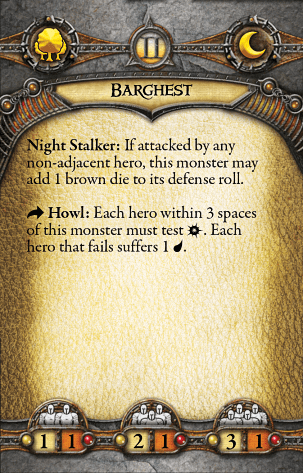 II
BARGHEST
Night Stalker: If attacked by any
non-adjacent hero, this monster may
add 1 brown die to its defense roll.
Howl: Each hero within 3 spaces
of this monster must test . Each
hero that fails suffers 1 .
1 1 2 1 3 1